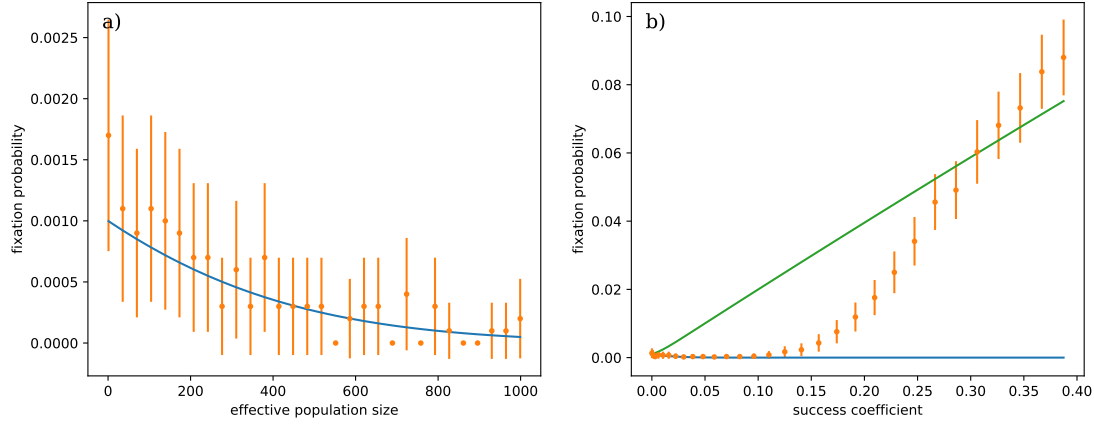 a)
0.0025
0.0020
0.0015
0.0010
0.0005
0.0000
fixation probability
0 200 400 600 800 1000
effective population size
b)
0.10
0.08
0.06
0.04
0.02
0.00
fixation probability
0.00 0.05 0.10 0.15 0.20 0.25 0.30 0.35 0.40
success coefficient